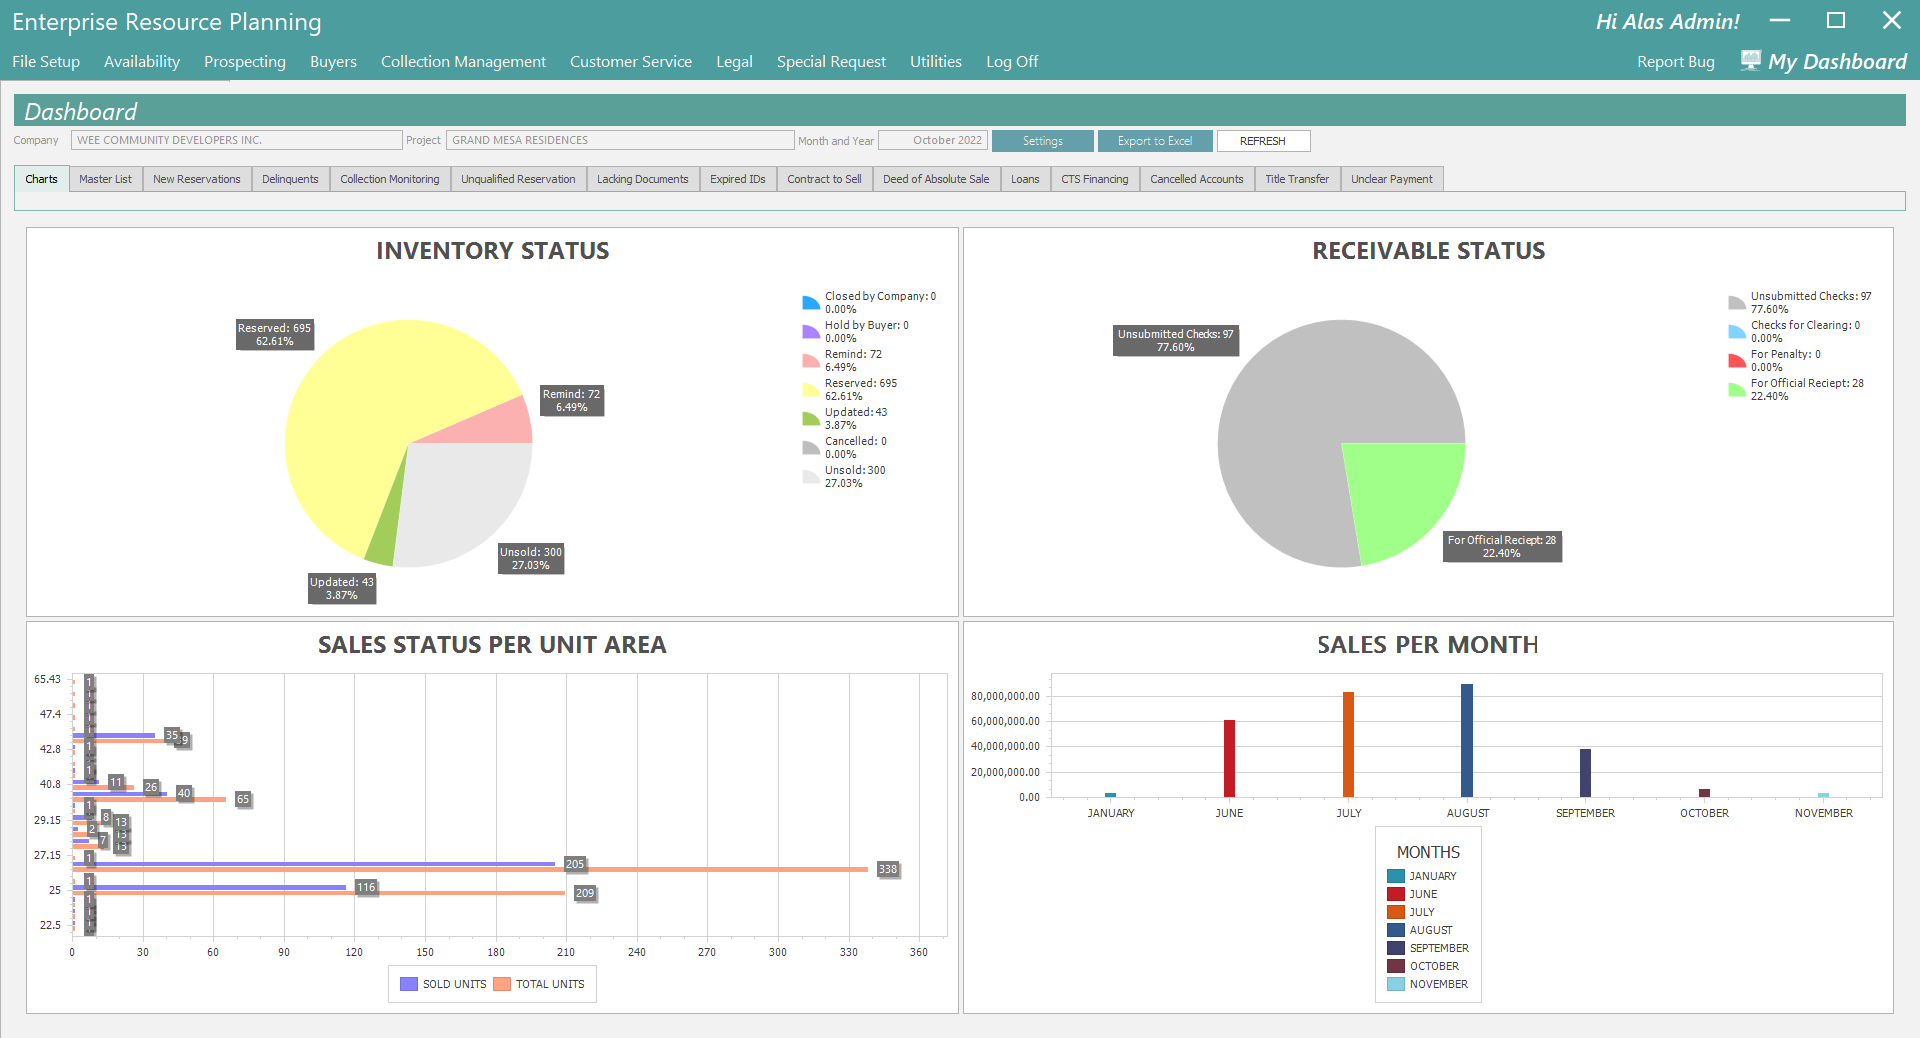 Enterprise Resource Planning
Hi Alas Admin!
File Setup Availability Prospecting Buyers Collection Management Customer Service Legal Special Request Utilities Log Off Report Bug My Dashboard
Dashboard
Company WEE COMMUNITY DEVELOPERS INC. Project GRAND MESA RESIDENCES Month and Year October 2022 Settings Export to Excel REFRESH
Charts Master List New Reservations Delinquents Collection Monitoring Unqualified Reservation Lacking Documents Expired IDs Contract to Sell Deed of Absolute Sale Loans CTS Financing Cancelled Accounts Title Transfer Unclear Payment
INVENTORY STATUS
Reserved: 695
62.61%
Remind: 72
6.49%
Unsold: 300
27.03%
Updated: 43
3.87%
Closed by Company: 0
0.00%
Hold by Buyer: 0
0.00%
Remind: 72
6.49%
Reserved: 695
62.61%
Updated: 43
3.87%
Cancelled: 0
0.00%
Unsold: 300
27.03%
RECEIVABLE STATUS
Unsubmitted Checks: 97
77.60%
For Official Reciept: 28
22.40%
Unsubmitted Checks: 97
77.60%
Checks for Clearing: 0
0.00%
For Penalty: 0
0.00%
For Official Reciept: 28
22.40%
SALES STATUS PER UNIT AREA
65.43 1
47.4
35
42.8 1
1
40.8 11
26
40
65
1
8
29.15 13
2 13
7
13
27.15 1
205
338
1
25 116
209
1
22.5
0 30 60 90 120 150 180 210 240 270 300 330 360
SOLD UNITS TOTAL UNITS
SALES PER MONTH
80,000,000.00
60,000,000.00
40,000,000.00
20,000,000.00
0.00
JANUARY JUNE JULY AUGUST SEPTEMBER OCTOBER NOVEMBER
MONTHS
JANUARY
JUNE
JULY
AUGUST
SEPTEMBER
OCTOBER
NOVEMBER